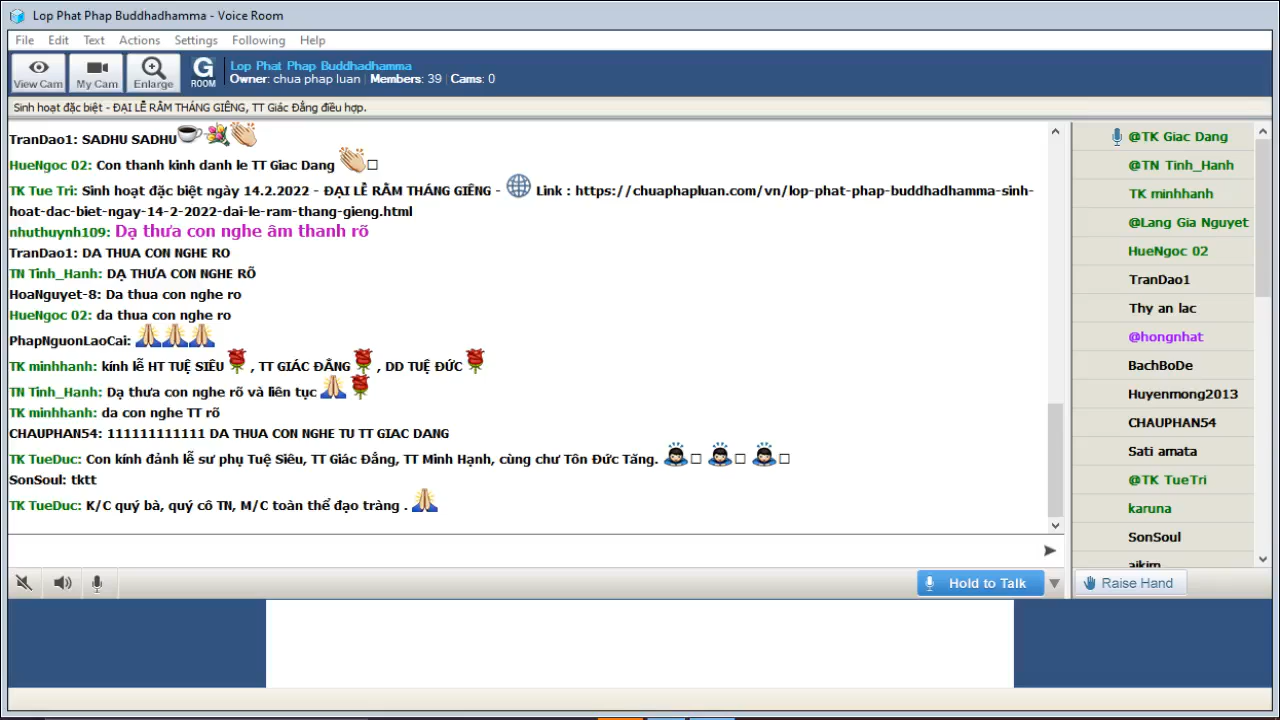 Lop Phat Phap Buddhadhamma - Voice Room
File Edit Text Actions Settings Following Help
View Cam My Cam Enlarge G ROOM
Lop Phat Phap Buddhadhamma
Owner: chua phap luan | Members: 39 | Cams: 0
Sinh hoạt đặc biệt - ĐẠI LỄ RẰM THÁNG GIÊNG, TT Giác Đẳng điều hợp.
TranDao1: SADHU SADHU
HueNgoc 02: Con thanh kinh danh le TT Giac Dang
TK Tue Tri: Sinh hoạt đặc biệt ngày 14.2.2022 - ĐẠI LỄ RẰM THÁNG GIÊNG - Link : https://chuaphapluan.com/vn/lop-phat-phap-buddhadhamma-sinh-
hoat-dac-biet-ngay-14-2-2022-dai-le-ram-thang-gieng.html
nhuthuynh109: Dạ thưa con nghe âm thanh rõ
TranDao1: DA THUA CON NGHE RO
TN Tinh_Hanh: DẠ THƯA CON NGHE RÕ
HoaNguyet-8: Da thua con nghe ro
HueNgoc 02: da thua con nghe ro
PhapNguonLaoCai:
TK minhhanh: kính lễ HT TUỆ SIÊU , TT GIÁC ĐẲNG , DD TUỆ ĐỨC
TN Tinh_Hanh: Dạ thưa con nghe rõ và liên tục
TK minhhanh: da con nghe TT rõ
CHAUPHAN54: 111111111111 DA THUA CON NGHE TU TT GIAC DANG
TK TueDuc: Con kính đảnh lễ sư phụ Tuệ Siêu, TT Giác Đẳng, TT Minh Hạnh, cùng chư Tôn Đức Tăng.
SonSoul: tktt
TK TueDuc: K/C quý bà, quý cô TN, M/C toàn thể đạo tràng .
@TK Giac Dang
@TN Tinh_Hanh
TK minhhanh
@Lang Gia Nguyet
HueNgoc 02
TranDao1
Thy an lac
@hongnhat
BachBoDe
Huyenmong2013
CHAUPHAN54
Sati amata
@TK TueTri
karuna
SonSoul
aikim
Hold to Talk
Raise Hand